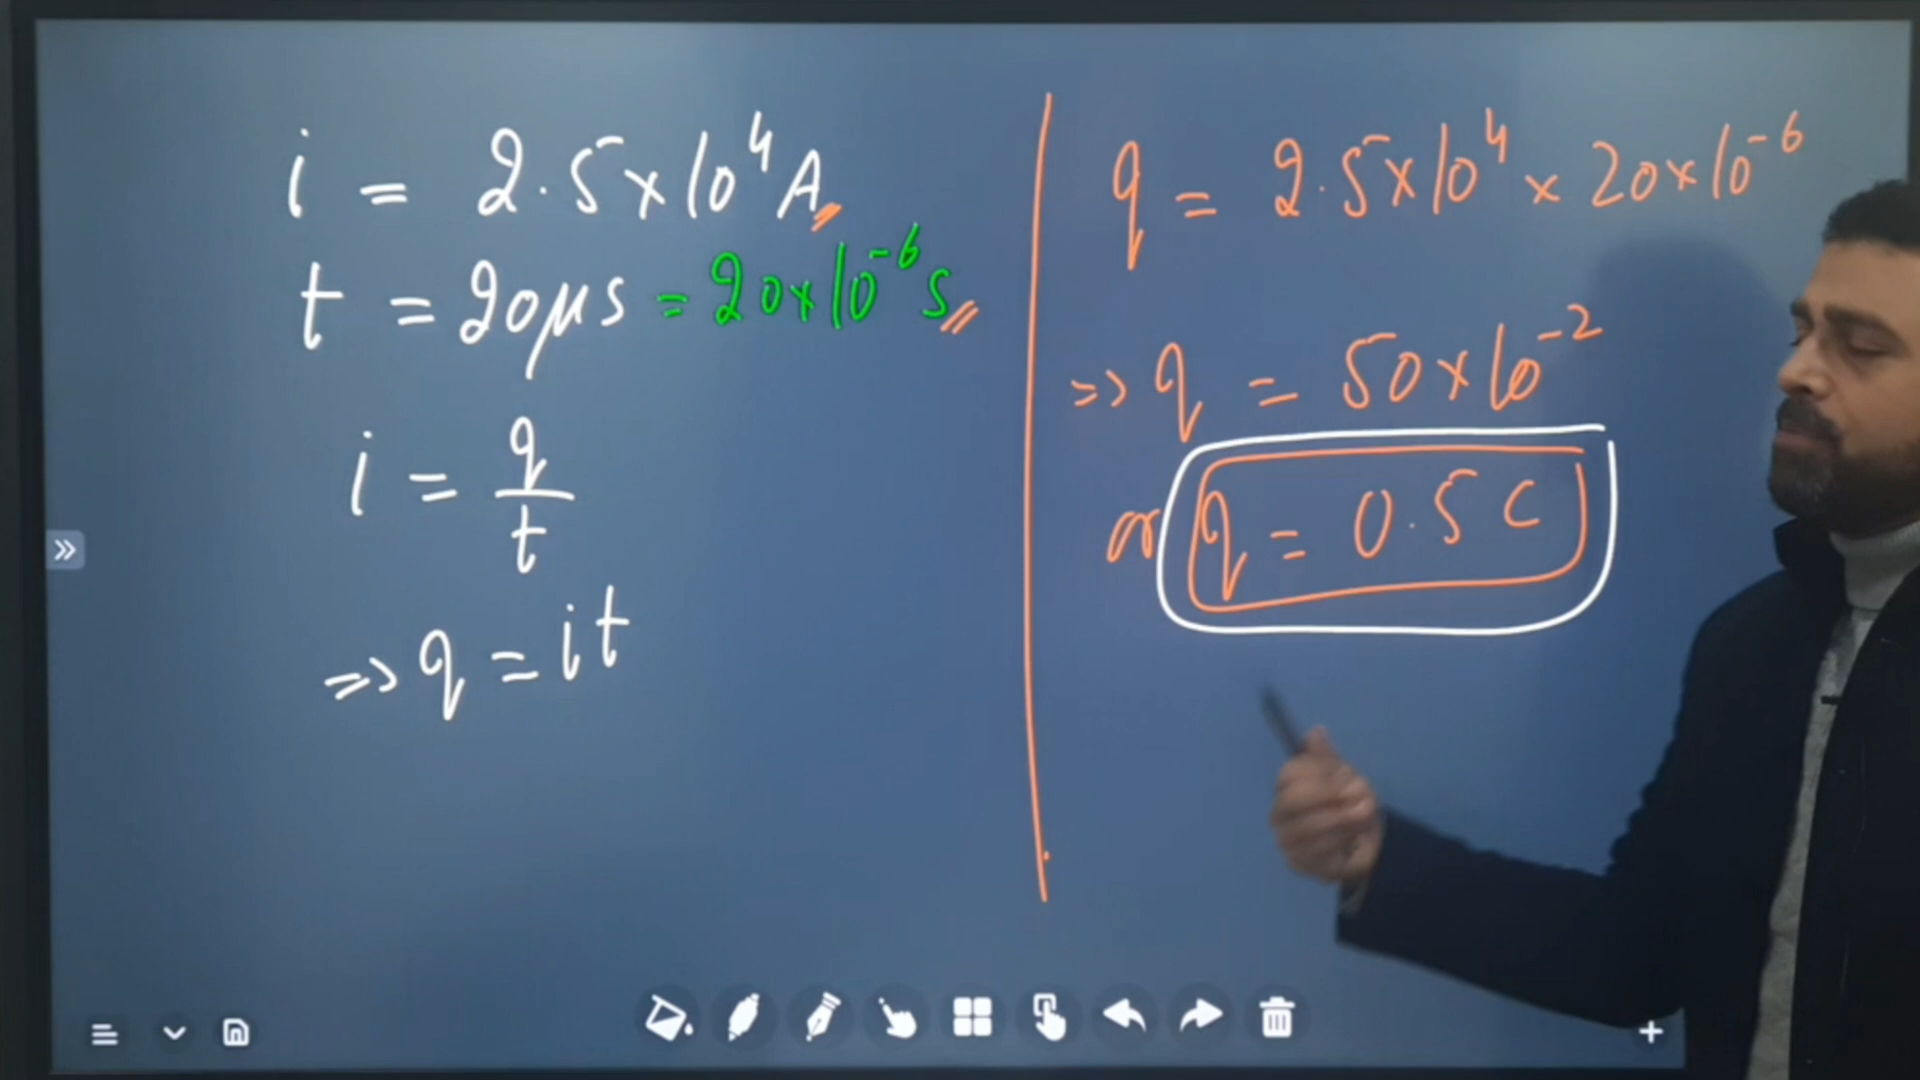 i = 2.5×10⁴A
t = 20μs = 20×10⁻⁶s
i = q/t
⇒ q = it
q = 2.5×10⁴ × 20×10⁻⁶
⇒ q = 50×10⁻²
or q = 0.5 C